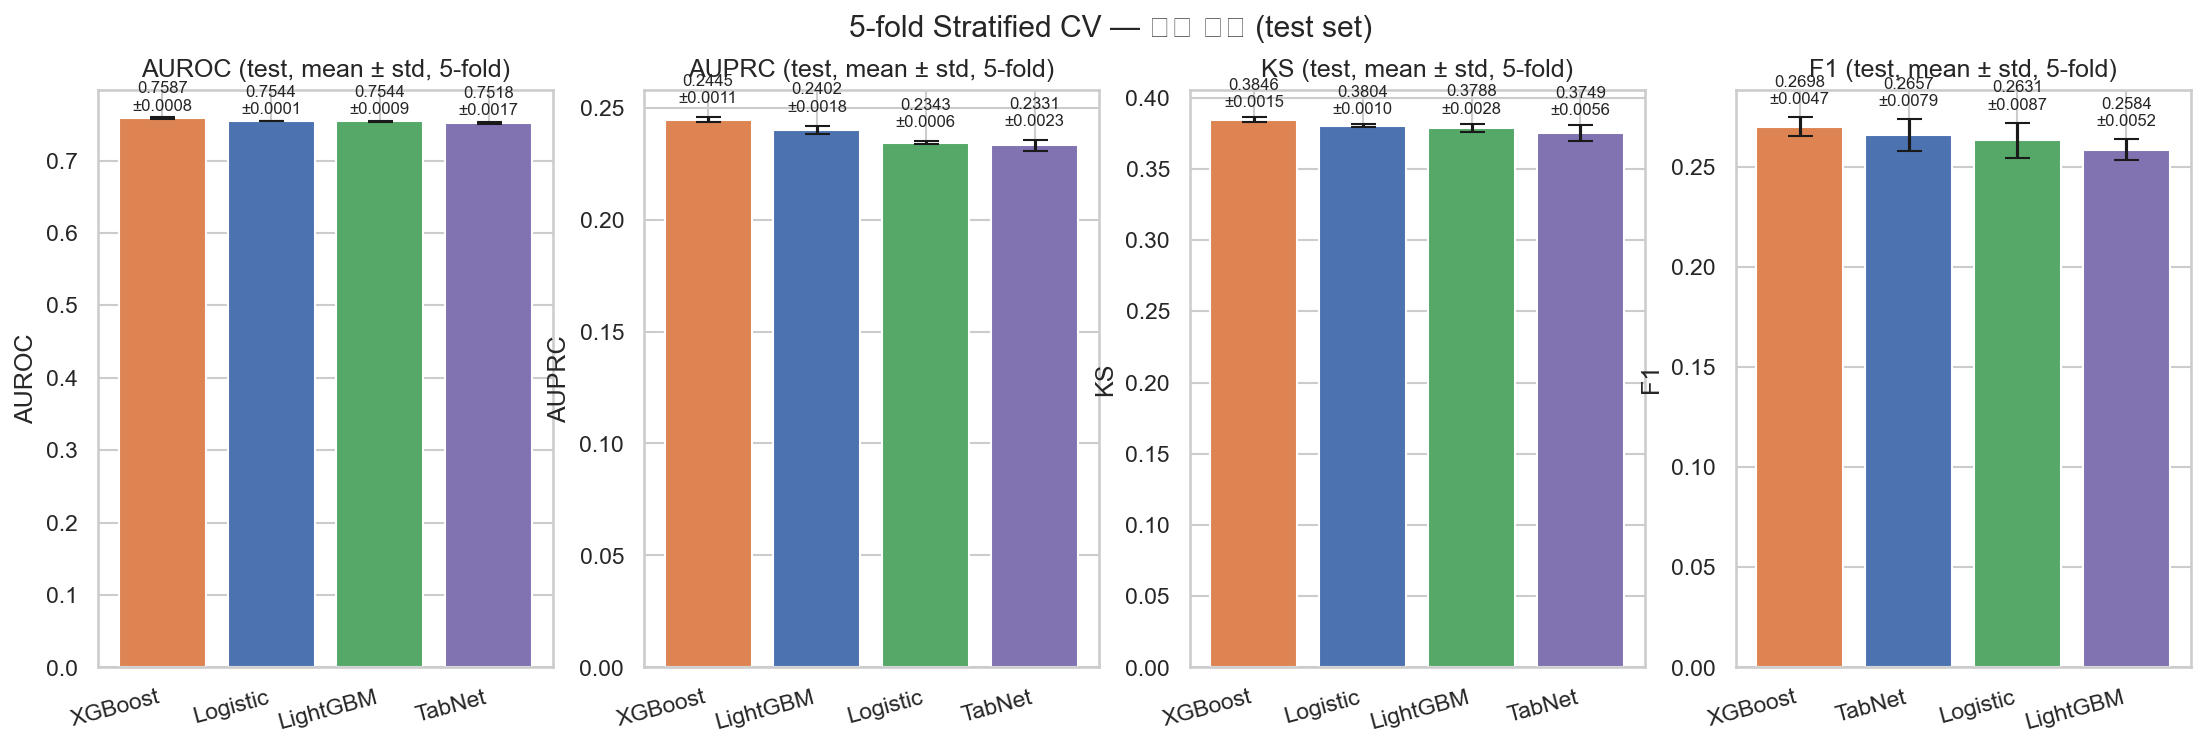 5-fold Stratified CV — □□ □□ (test set)
AUROC (test, mean ± std, 5-fold)
0.7587
±0.0008
0.7544
±0.0001
0.7544
±0.0009
0.7518
±0.0017
AUROC
0.7
0.6
0.5
0.4
0.3
0.2
0.1
0.0
XGBoost
Logistic
LightGBM
TabNet
AUPRC (test, mean ± std, 5-fold)
0.2445
±0.0011
0.2402
±0.0018
0.2343
±0.0006
0.2331
±0.0023
AUPRC
0.25
0.20
0.15
0.10
0.05
0.00
XGBoost
LightGBM
Logistic
TabNet
KS (test, mean ± std, 5-fold)
0.3846
±0.0015
0.3804
±0.0010
0.3788
±0.0028
0.3749
±0.0056
KS
0.40
0.35
0.30
0.25
0.20
0.15
0.10
0.05
0.00
XGBoost
Logistic
LightGBM
TabNet
F1 (test, mean ± std, 5-fold)
0.2698
±0.0047
0.2657
±0.0079
0.2631
±0.0087
0.2584
±0.0052
F1
0.25
0.20
0.15
0.10
0.05
0.00
XGBoost
TabNet
Logistic
LightGBM